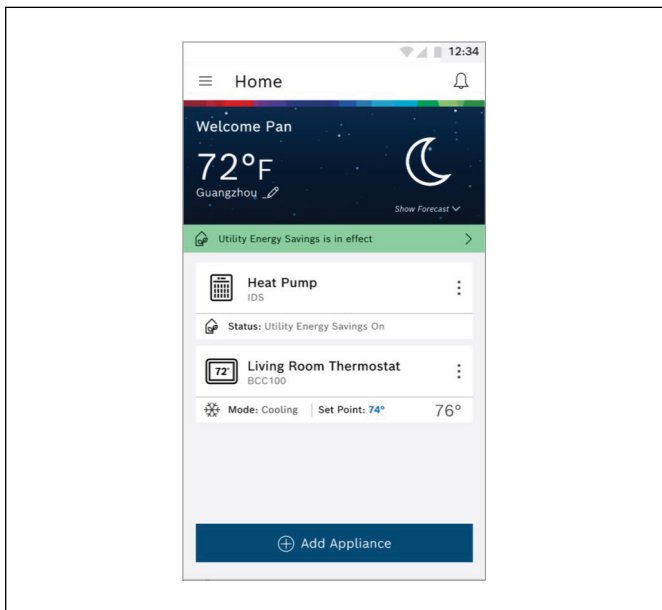 12:34
Home
Welcome Pan
72°F
Guangzhou
Show Forecast
Utility Energy Savings is in effect
Heat Pump
IDS
Status: Utility Energy Savings On
72°
Living Room Thermostat
BCC100
Mode: Cooling | Set Point: 74° 76°
Add Appliance